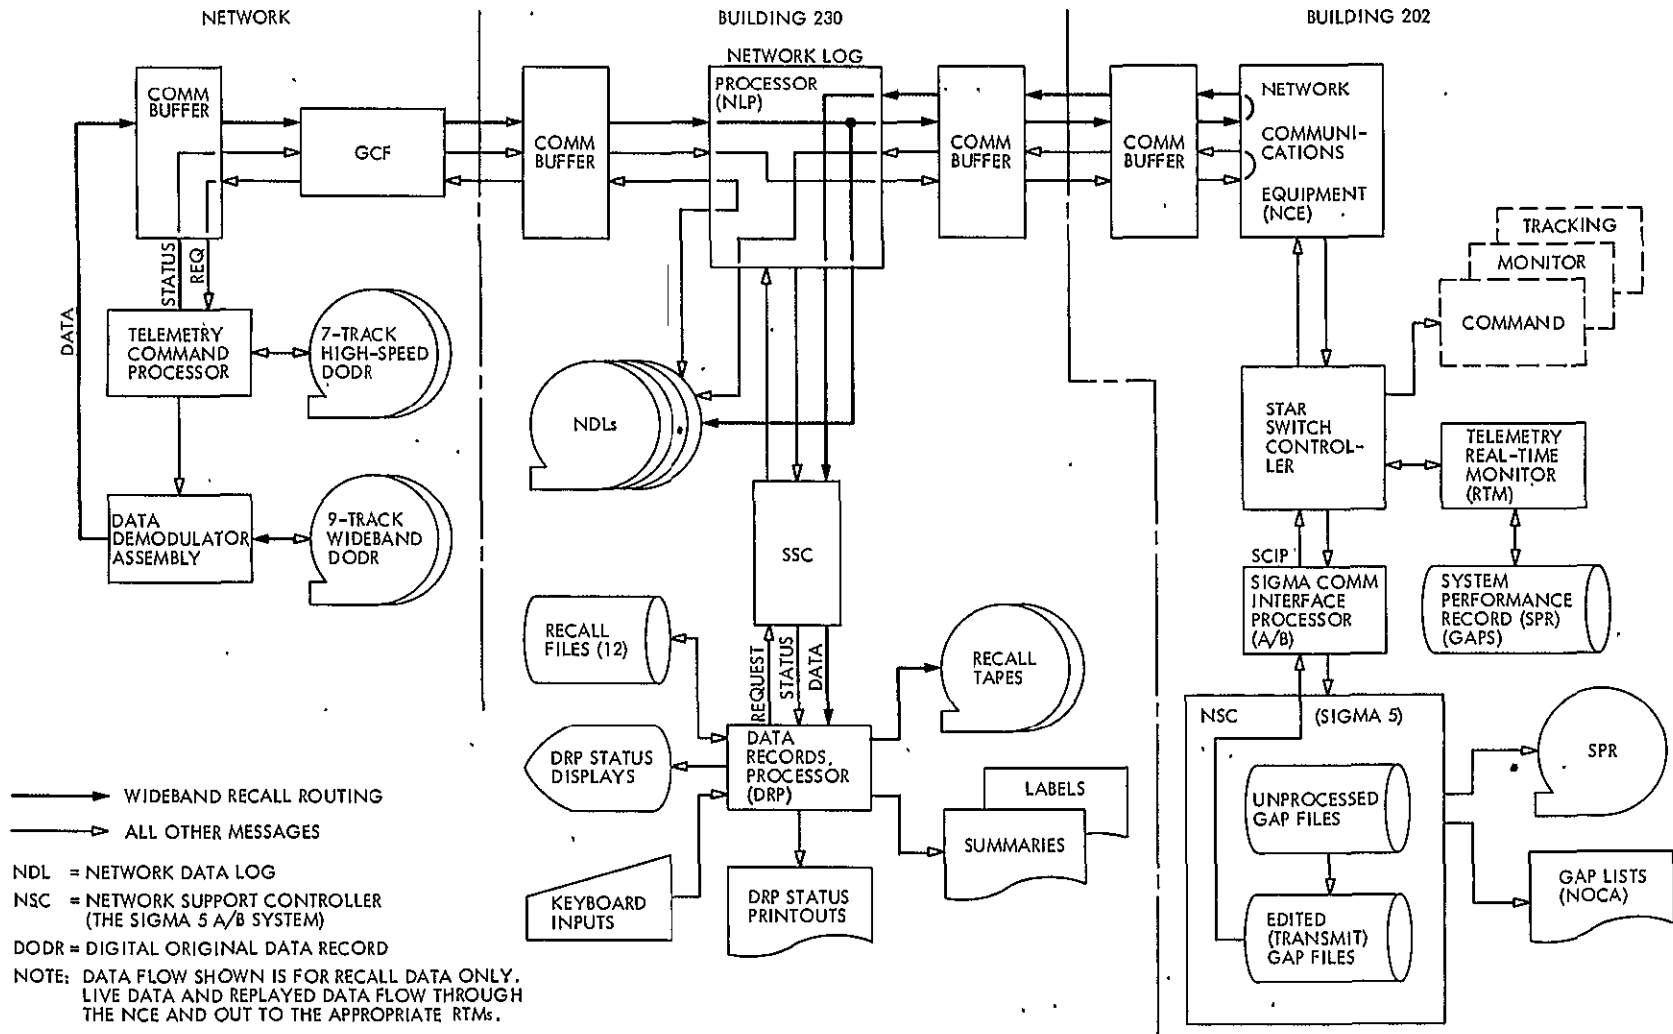 NETWORK
BUILDING 230
BUILDING 202
NETWORK LOG
PROCESSOR
(NLP)
COMM
BUFFER
GCF
COMM
BUFFER
COMM
BUFFER
COMM
BUFFER
NETWORK
COMMUNI-
CATIONS
EQUIPMENT
(NCE)
STATUS
REQ
DATA
TELEMETRY
COMMAND
PROCESSOR
7-TRACK
HIGH-SPEED
DODR
DATA
DEMODULATOR
ASSEMBLY
9-TRACK
WIDEBAND
DODR
NDLs
SSC
REQUEST
STATUS
DATA
RECALL
FILES (12)
DRP STATUS
DISPLAYS
KEYBOARD
INPUTS
DATA
RECORDS,
PROCESSOR
(DRP)
DRP STATUS
PRINTOUTS
RECALL
TAPES
LABELS
SUMMARIES
TRACKING
MONITOR
COMMAND
STAR
SWITCH
CONTROL-
LER
TELEMETRY
REAL-TIME
MONITOR
(RTM)
SCIP
SIGMA COMM
INTERFACE
PROCESSOR
(A/B)
SYSTEM
PERFORMANCE
RECORD (SPR)
(GAPS)
NSC (SIGMA 5)
UNPROCESSED
GAP FILES
EDITED
(TRANSMIT)
GAP FILES
SPR
GAP LISTS
(NOCA)
WIDEBAND RECALL ROUTING
ALL OTHER MESSAGES
NDL = NETWORK DATA LOG
NSC = NETWORK SUPPORT CONTROLLER
(THE SIGMA 5 A/B SYSTEM)
DODR = DIGITAL ORIGINAL DATA RECORD
NOTE: DATA FLOW SHOWN IS FOR RECALL DATA ONLY.
LIVE DATA AND REPLAYED DATA FLOW THROUGH
THE NCE AND OUT TO THE APPROPRIATE RTMs.